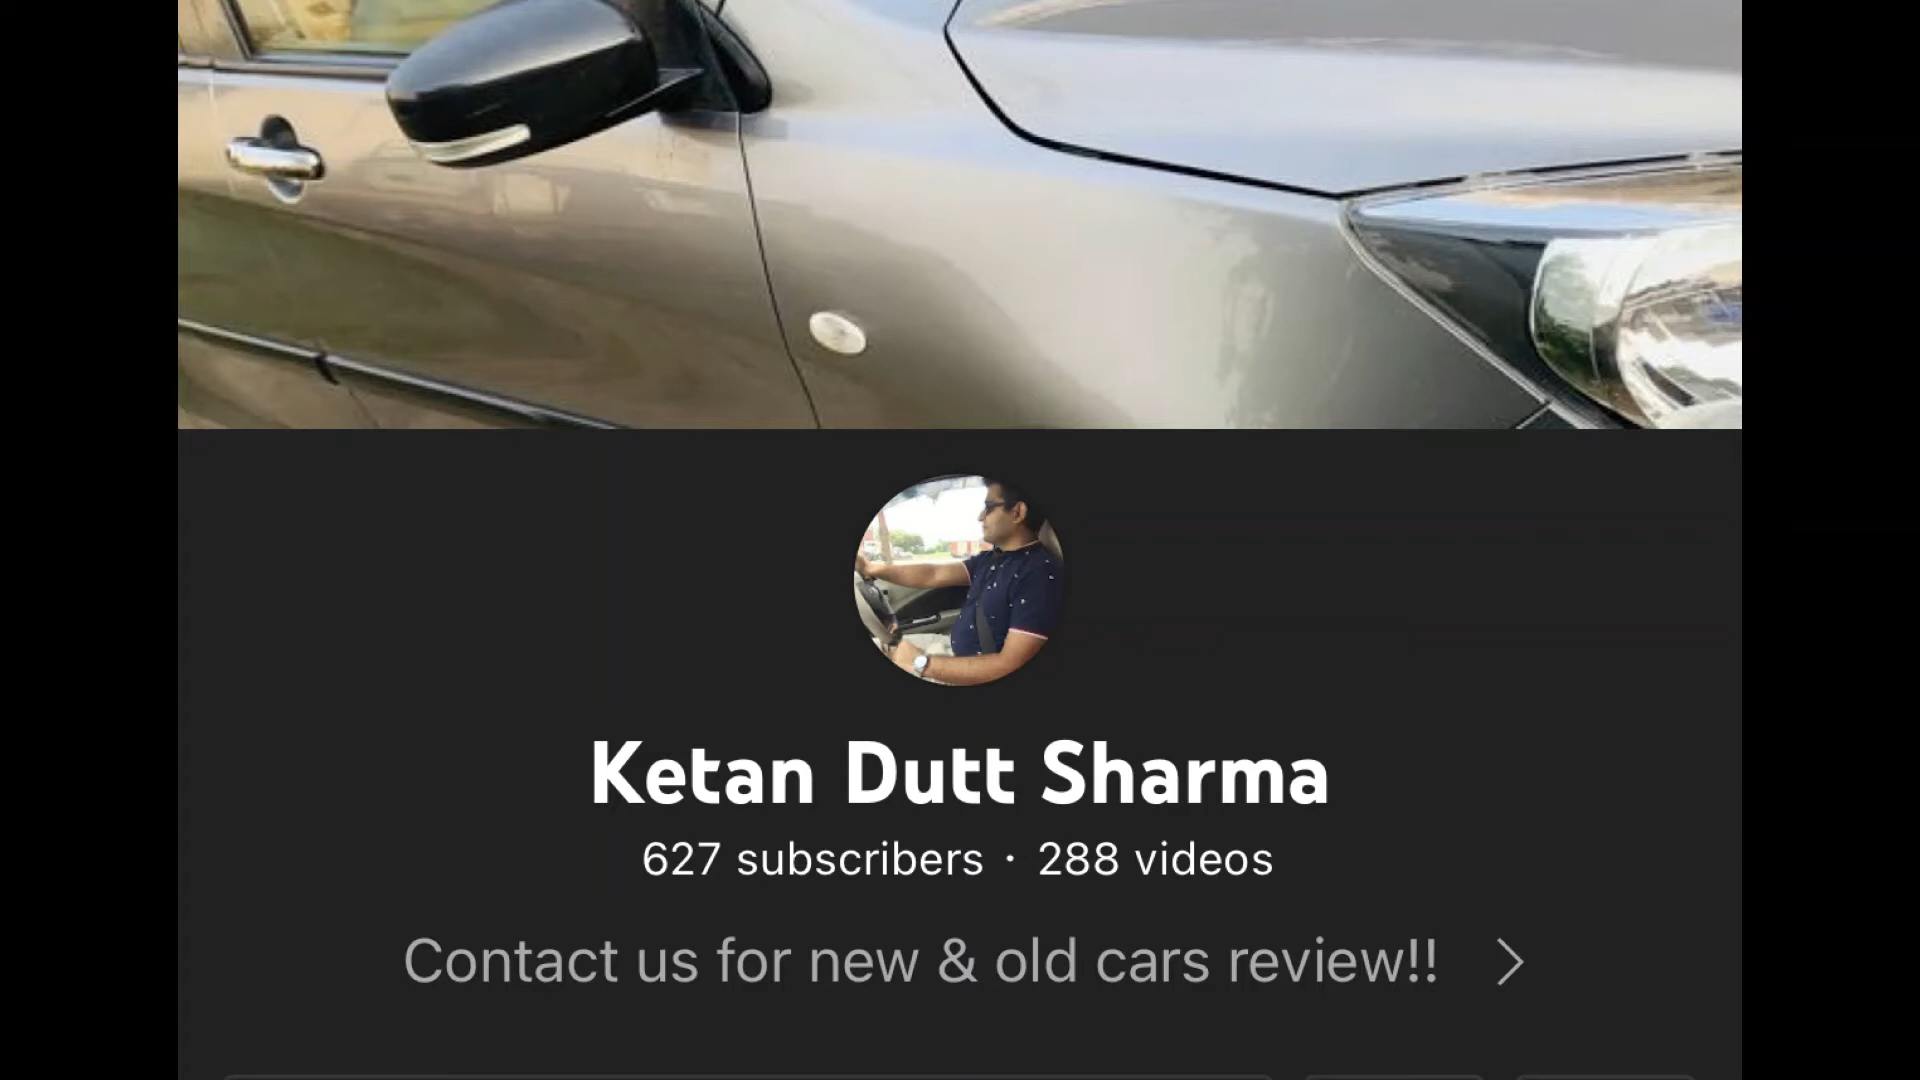 Ketan Dutt Sharma
627 subscribers · 288 videos
Contact us for new & old cars review!!